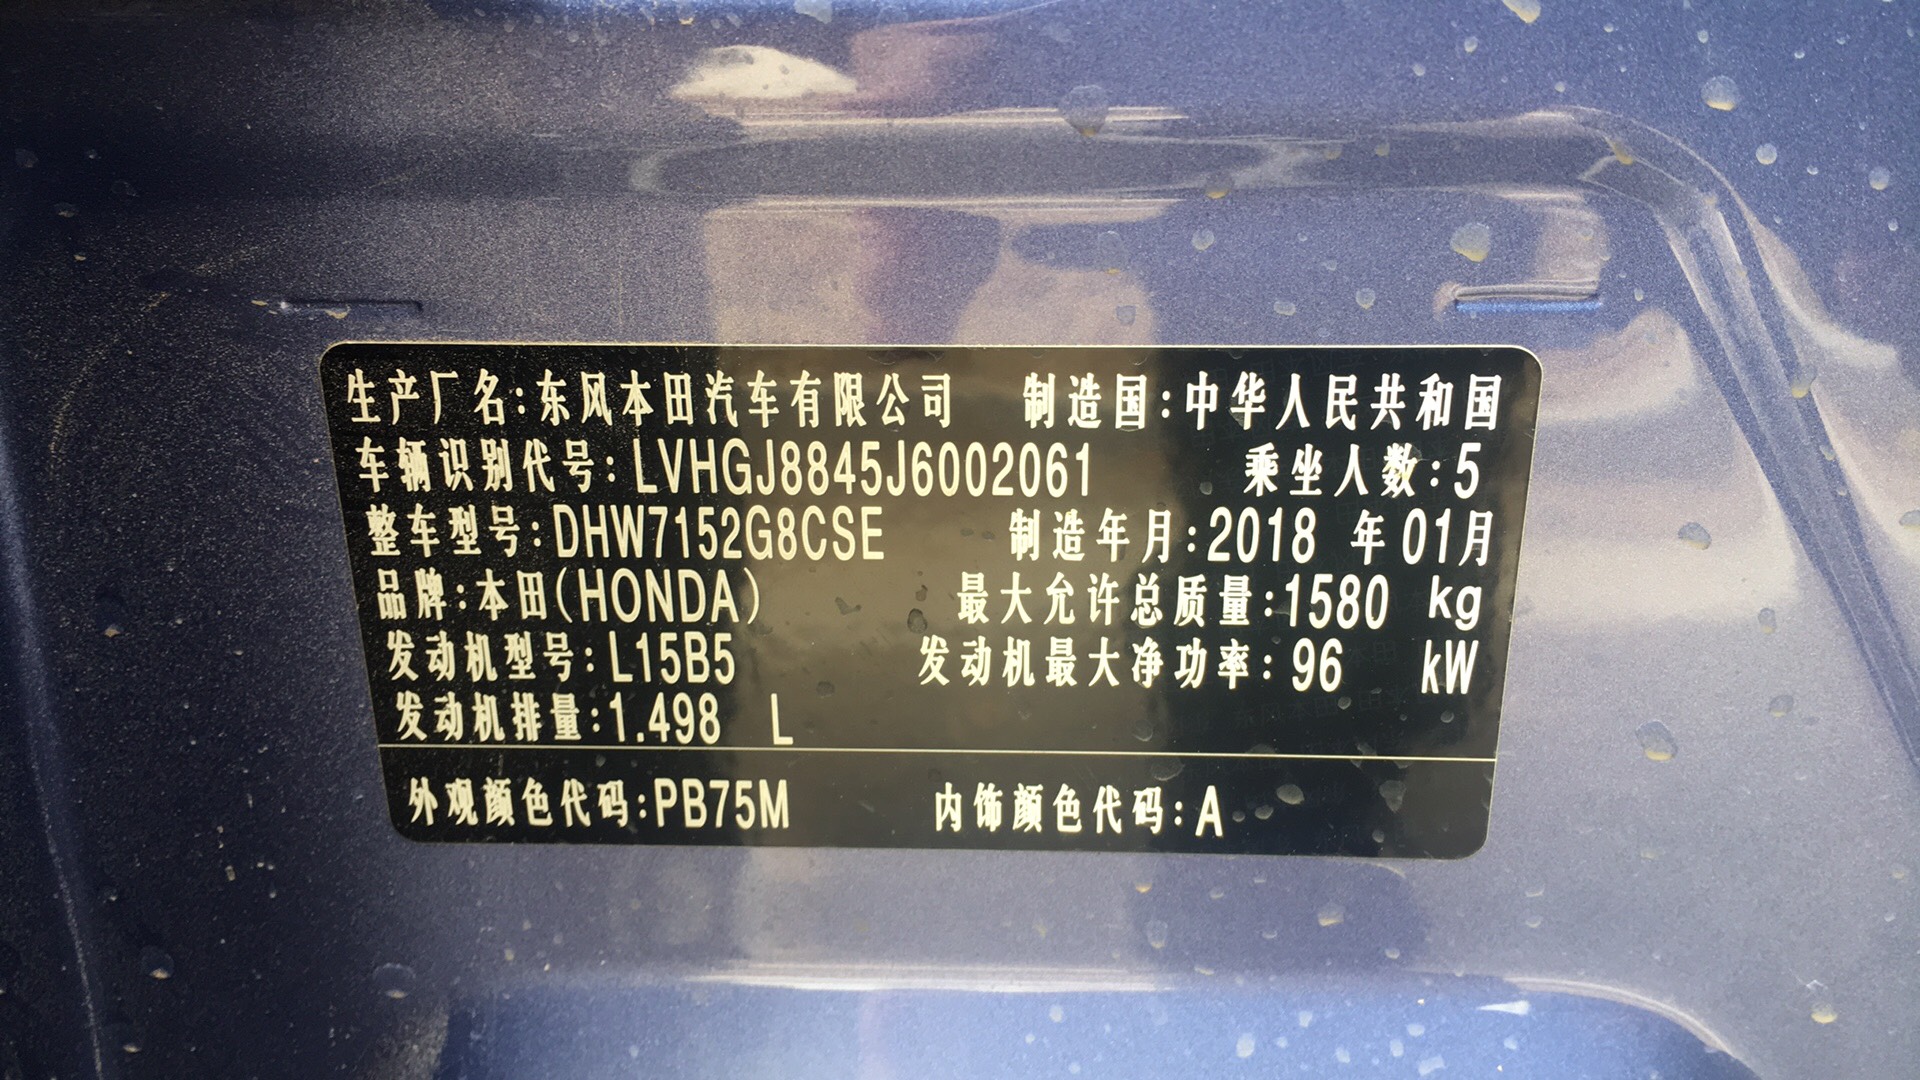 生产厂名:东风本田汽车有限公司 制造国:中华人民共和国
车辆识别代号:LVHGJ8845J6002061 乘坐人数:5
整车型号:DHW7152G8CSE 制造年月:2018 年 01月
品牌:本田(HONDA) 最大允许总质量:1580 kg
发动机型号:L15B5 发动机最大净功率:96 kW
发动机排量:1.498 L
外观颜色代码:PB75M 内饰颜色代码:A